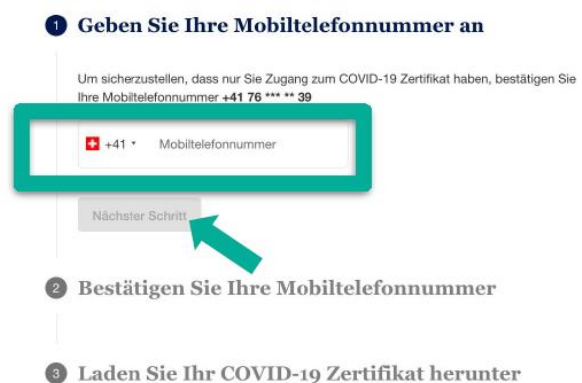 1 Geben Sie Ihre Mobiltelefonnummer an
Um sicherzustellen, dass nur Sie Zugang zum COVID-19 Zertifikat haben, bestätigen Sie
Ihre Mobiltelefonnummer +41 76 *** ** 39
+41 Mobiltelefonnummer
Nächster Schritt
2 Bestätigen Sie Ihre Mobiltelefonnummer
3 Laden Sie Ihr COVID-19 Zertifikat herunter